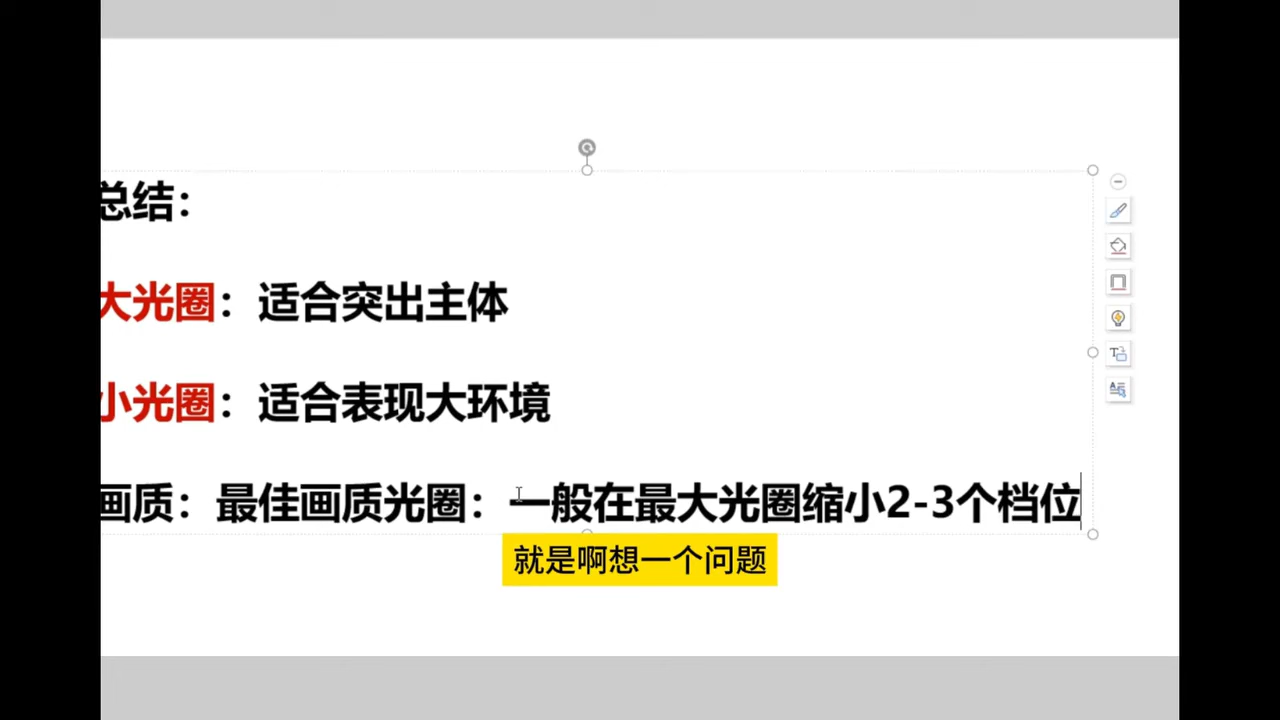 总结：
大光圈：适合突出主体
小光圈：适合表现大环境
画质：最佳画质光圈：一般在最大光圈缩小2-3个档位
就是啊想一个问题